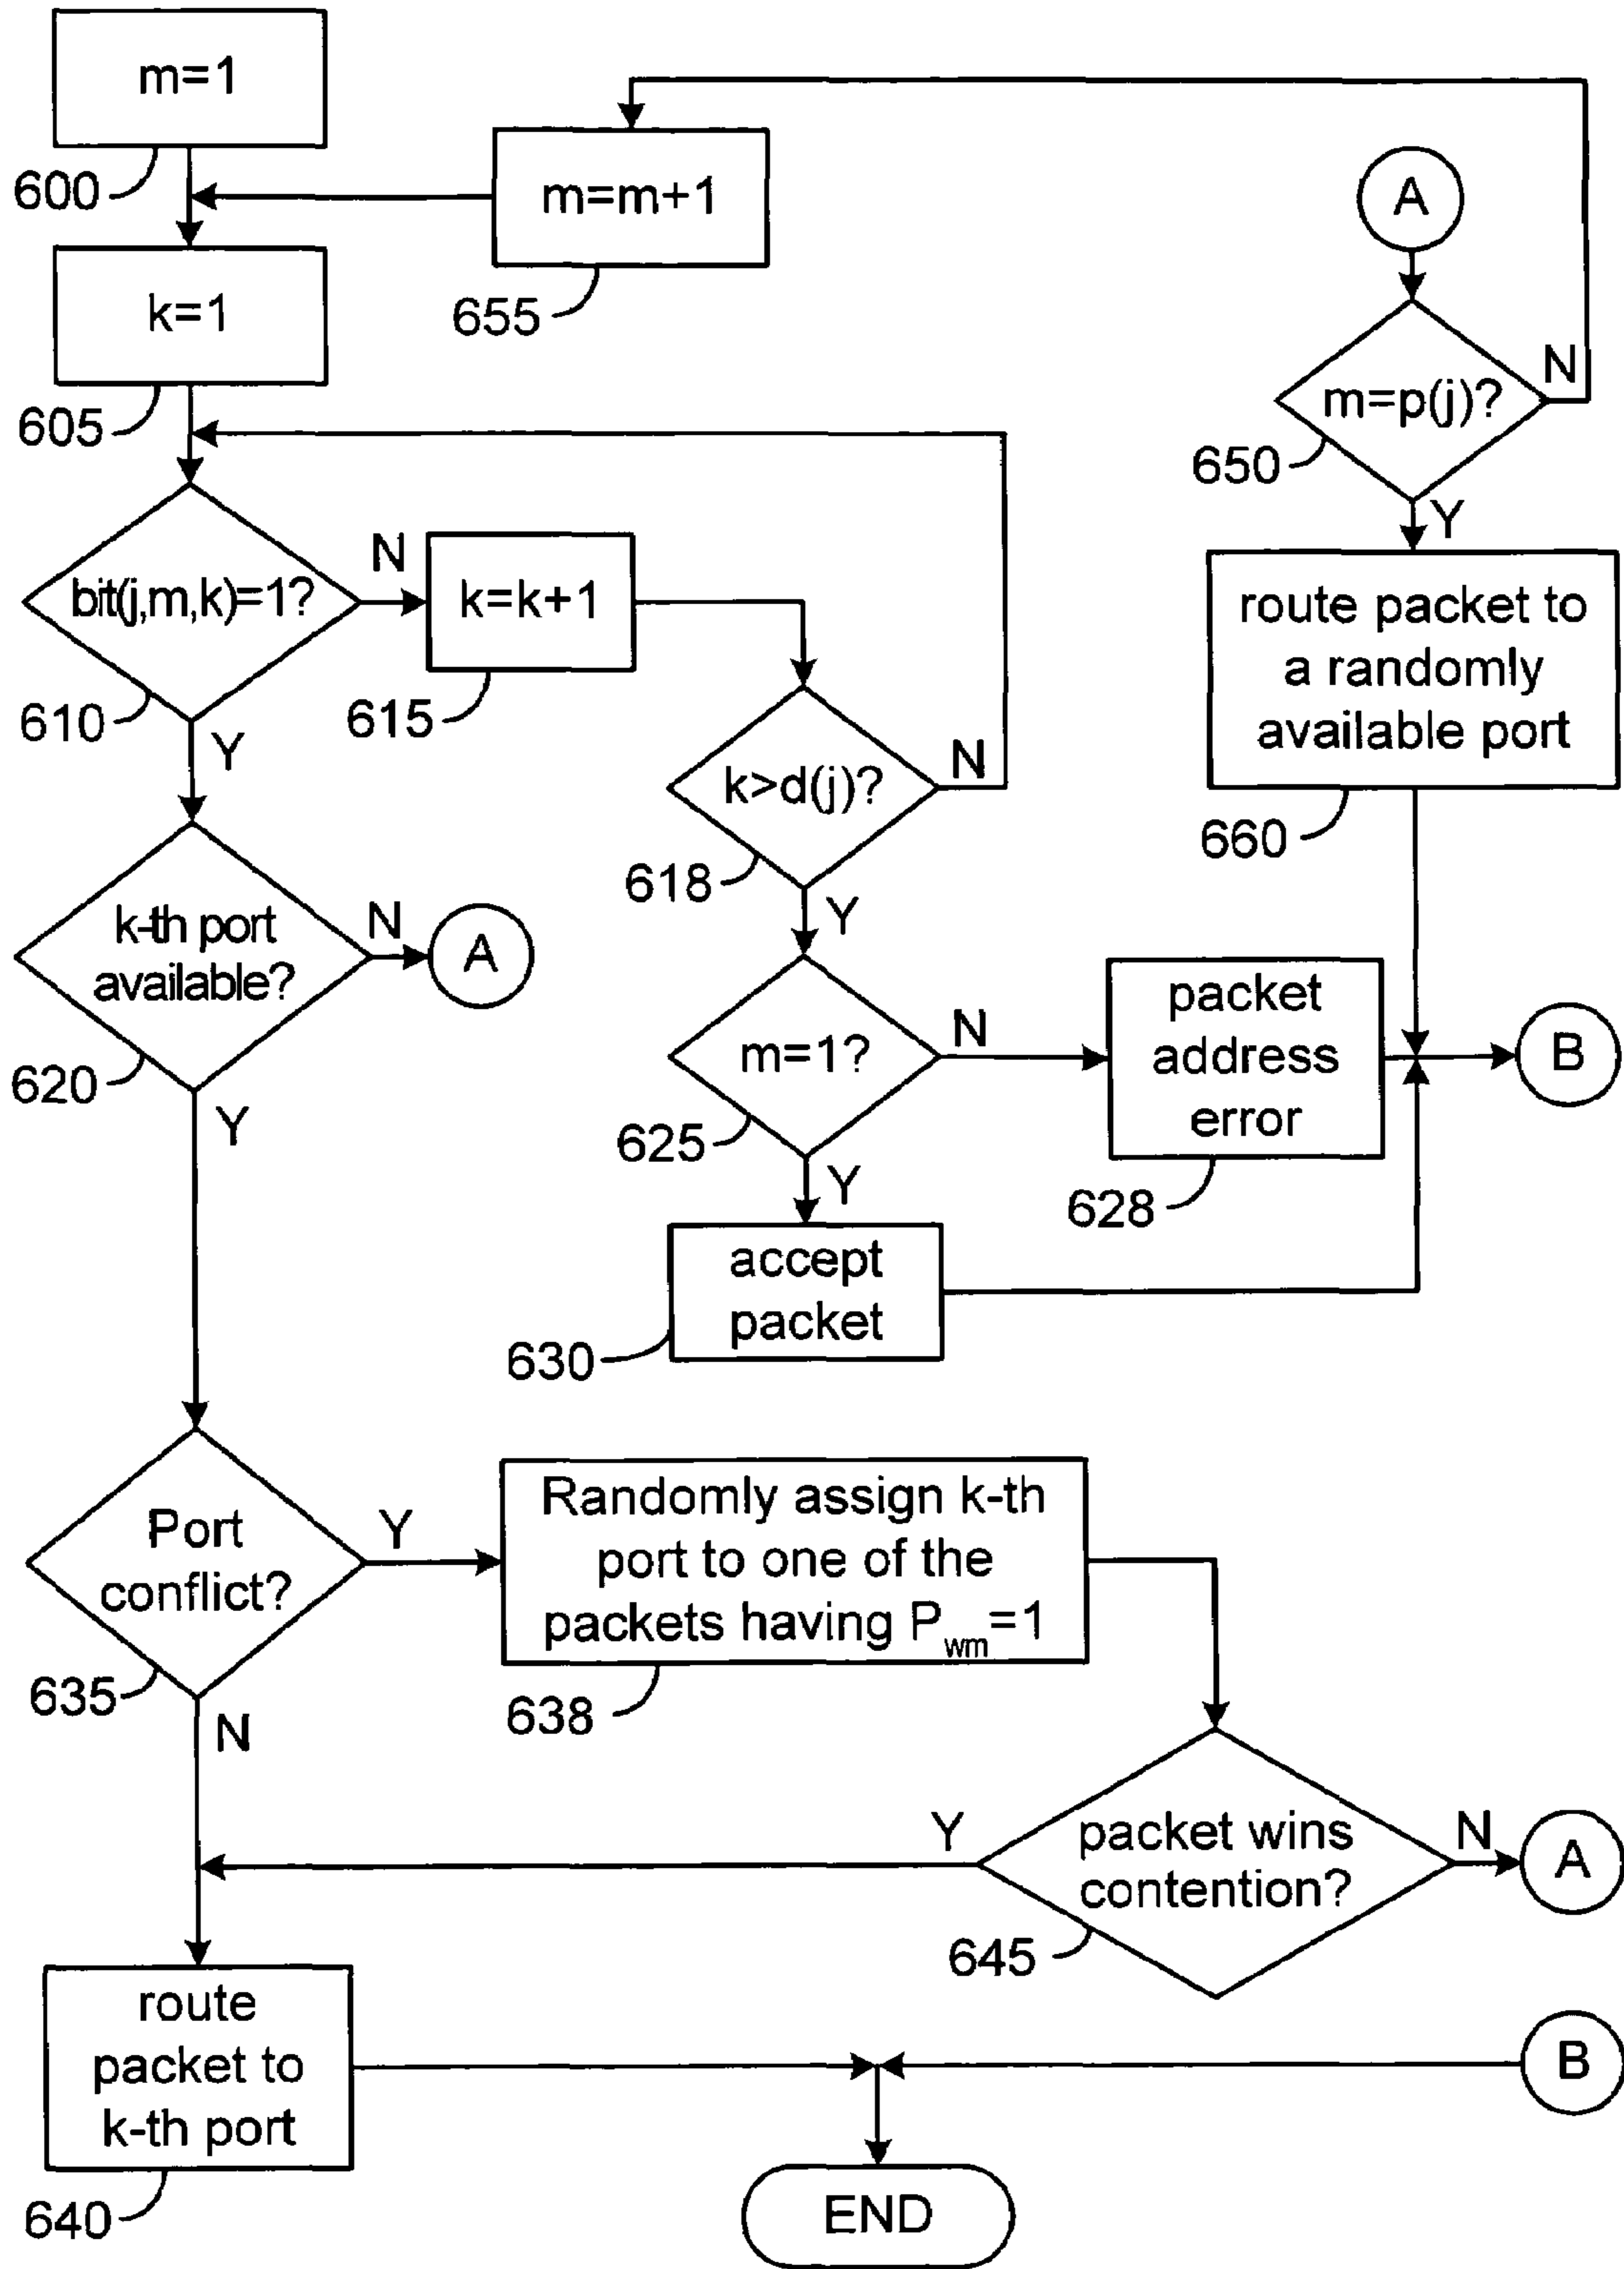 m=1
600
m=m+1
655
A
k=1
605
m=p(j)?
N
650
Y
bit(j,m,k)=1?
N
610
Y
k=k+1
615
k>d(j)?
N
618
Y
route packet to
a randomly
available port
660
k-th port
available?
N
A
620
Y
m=1?
N
625
Y
packet
address
error
628
B
accept
packet
630
Port
conflict?
Y
635
N
Randomly assign k-th
port to one of the
packets having Pwm=1
638
packet wins
contention?
Y
N
A
645
route
packet to
k-th port
640
B
END